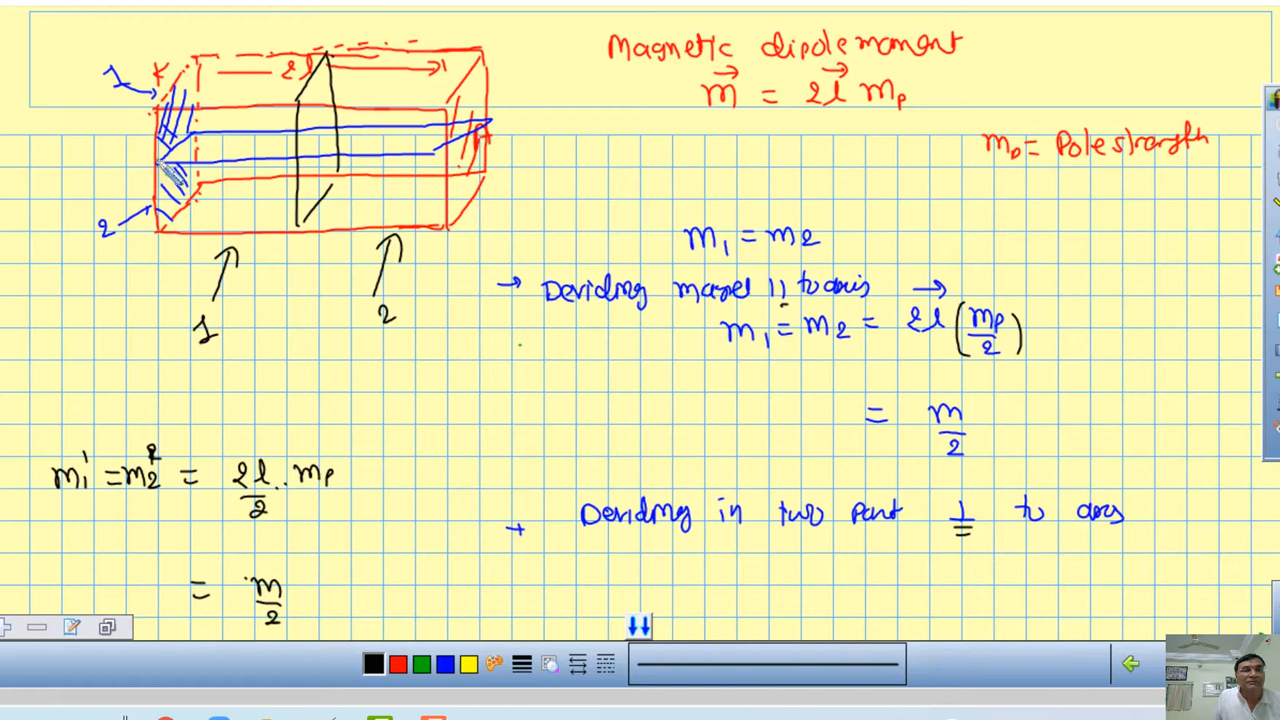 Magnetic dipole moment
m⃗ = 2l⃗ mp
mp = Pole strength
1
2l
2
1
2
m1 = m2
→ Deviding magnet || to axis
m1 = m2 = 2l⃗ (mp/2)
= m/2
m1' = m2' = 2l/2 . mp
= m/2
+ Deviding in two part ⊥ to axis